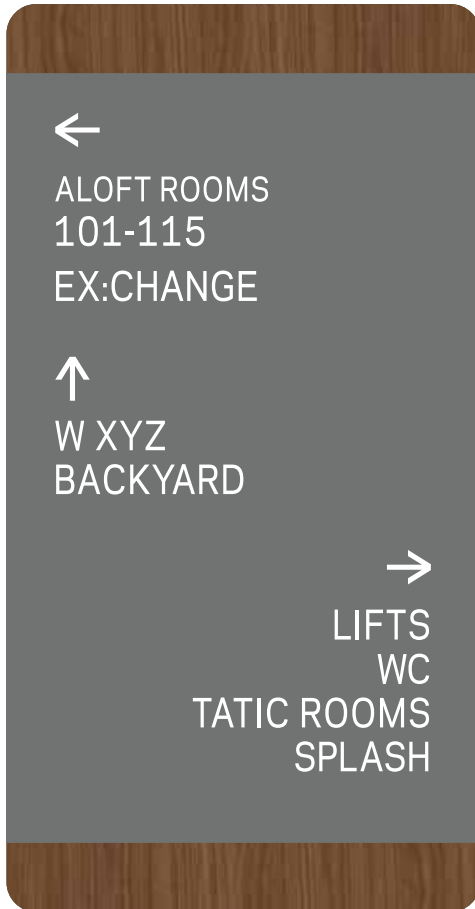 ←
ALOFT ROOMS
101-115
EX:CHANGE
↑
W XYZ
BACKYARD
→
LIFTS
WC
TATIC ROOMS
SPLASH